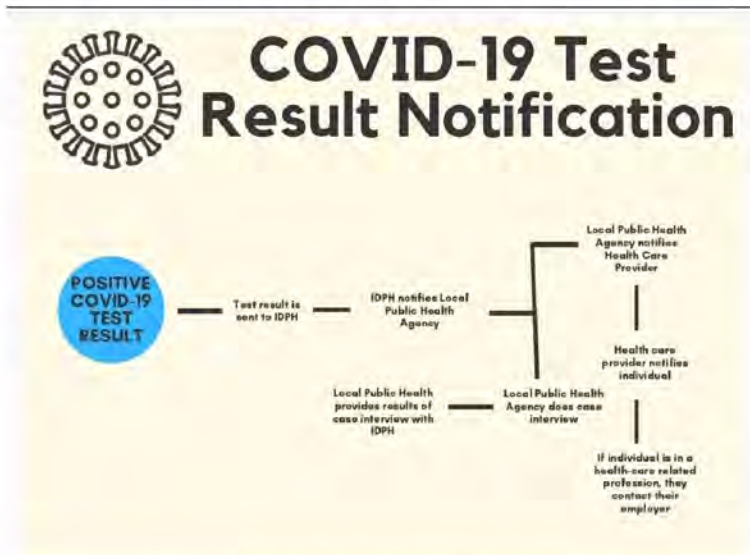 COVID-19 Test
Result Notification
POSITIVE
COVID-19
TEST
RESULT
Test result is
sent to IDPH
IDPH notifies Local
Public Health
Agency
Local Public Health
Agency notifies
Health Care
Provider
Health care
provider notifies
individual
If individual is in a
health-care related
profession, they
contact their
employer
Local Public Health
Agency does case
interview
Local Public Health
provides results of
case interview with
IDPH